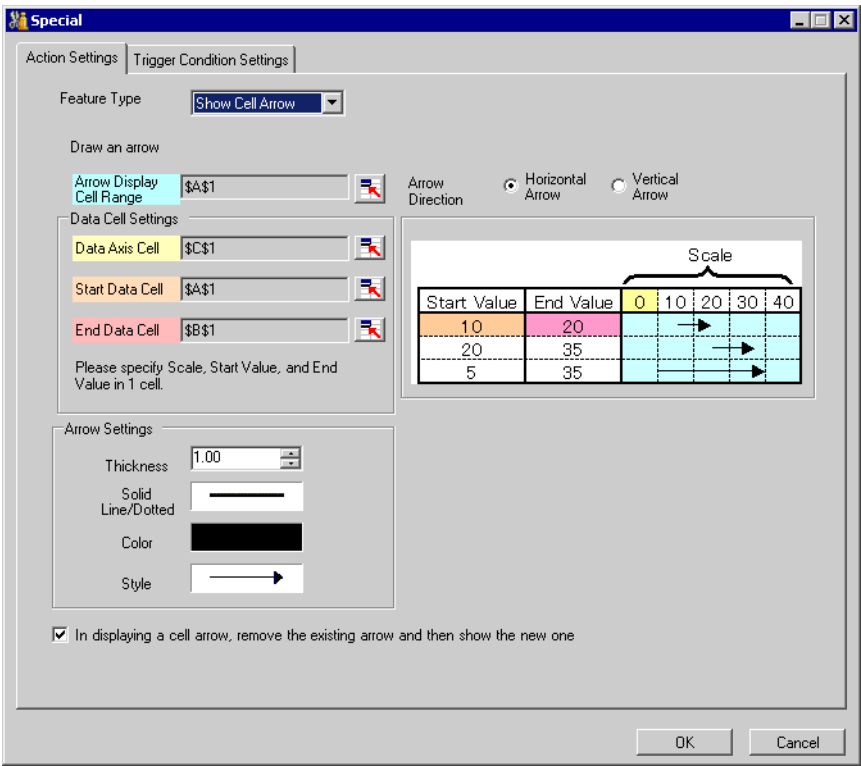 Special
Action Settings
Trigger Condition Settings
Feature Type
Show Cell Arrow
Draw an arrow
Arrow Display
Cell Range
$A$1
Arrow
Direction
Horizontal
Arrow
Vertical
Arrow
Data Cell Settings
Data Axis Cell
$C$1
Start Data Cell
$A$1
End Data Cell
$B$1
Please specify Scale, Start Value, and End
Value in 1 cell.
Scale
Start Value End Value 0 10 20 30 40
10 20
20 35
5 35
Arrow Settings
Thickness
1.00
Solid
Line/Dotted
Color
Style
In displaying a cell arrow, remove the existing arrow and then show the new one
OK
Cancel